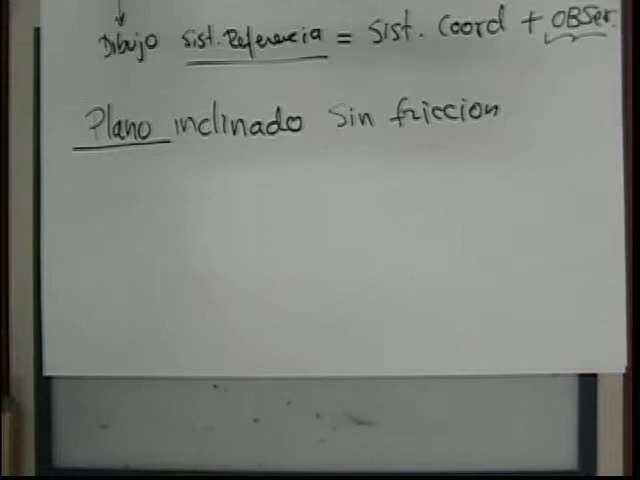 Dibujo sist. Referencia = Sist. Coord + OBSer.
Plano inclinado Sin friccion